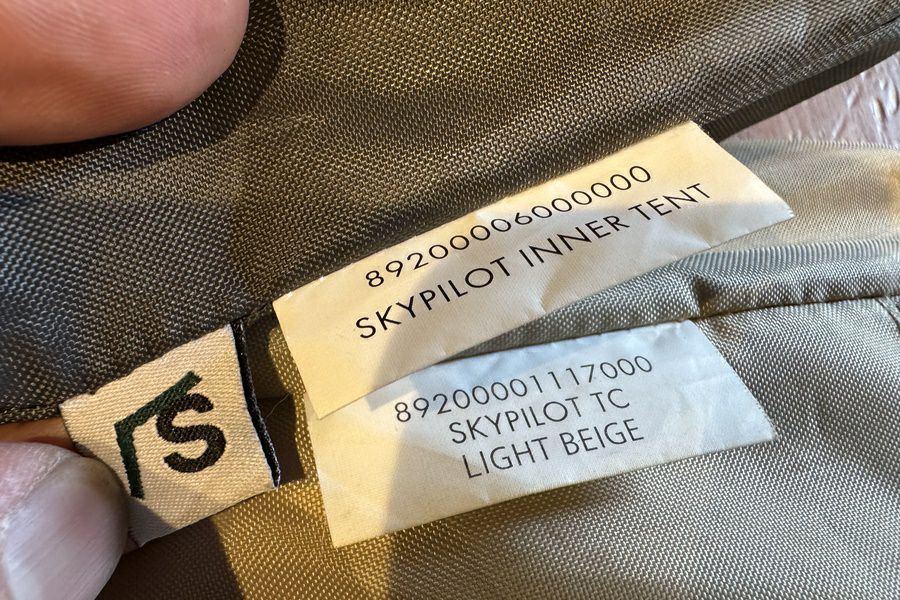 89200006000000
SKYPILOT INNER TENT
89200001117000
SKYPILOT TC
LIGHT BEIGE
S